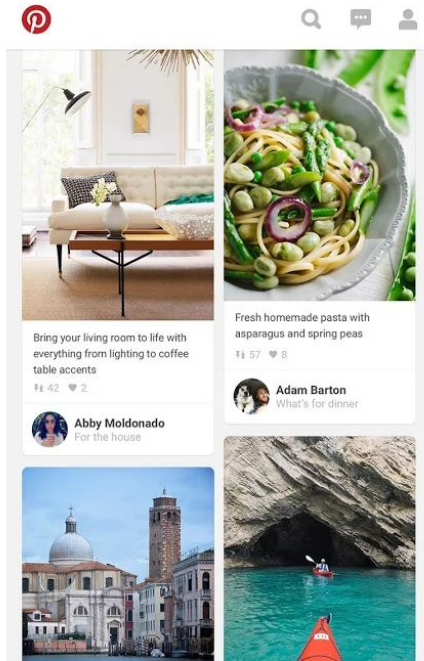 Bring your living room to life with
everything from lighting to coffee
table accents
42 2
Abby Moldonado
For the house
Fresh homemade pasta with
asparagus and spring peas
57 8
Adam Barton
What's for dinner